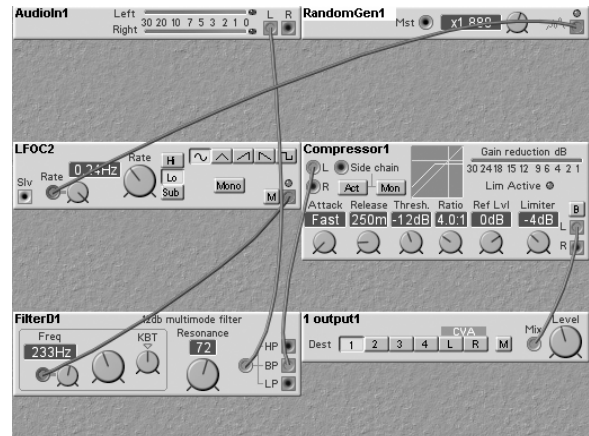 AudioIn1
Left
Right
30 20 10 7 5 3 2 1 0
L R
RandomGen1
Mst
LFOC2
Slv
Rate
0.24Hz
Rate
Hi
Lo
Sub
Mono
M
Compressor1
L
R
Side chain
Act
Mon
Gain reduction dB
30 24 18 15 12 9 6 4 2 1
Lim Active
Attack Release Thresh. Ratio Ref Lvl Limiter
Fast 250m -12dB 4.0:1 0dB -4dB
B
L
R
FilterD1
12db multimode filter
Freq
233Hz
KBT
Resonance
72
HP
BP
LP
1 output1
Dest
1 2 3 4 L R
CVA
M
Mix
Level